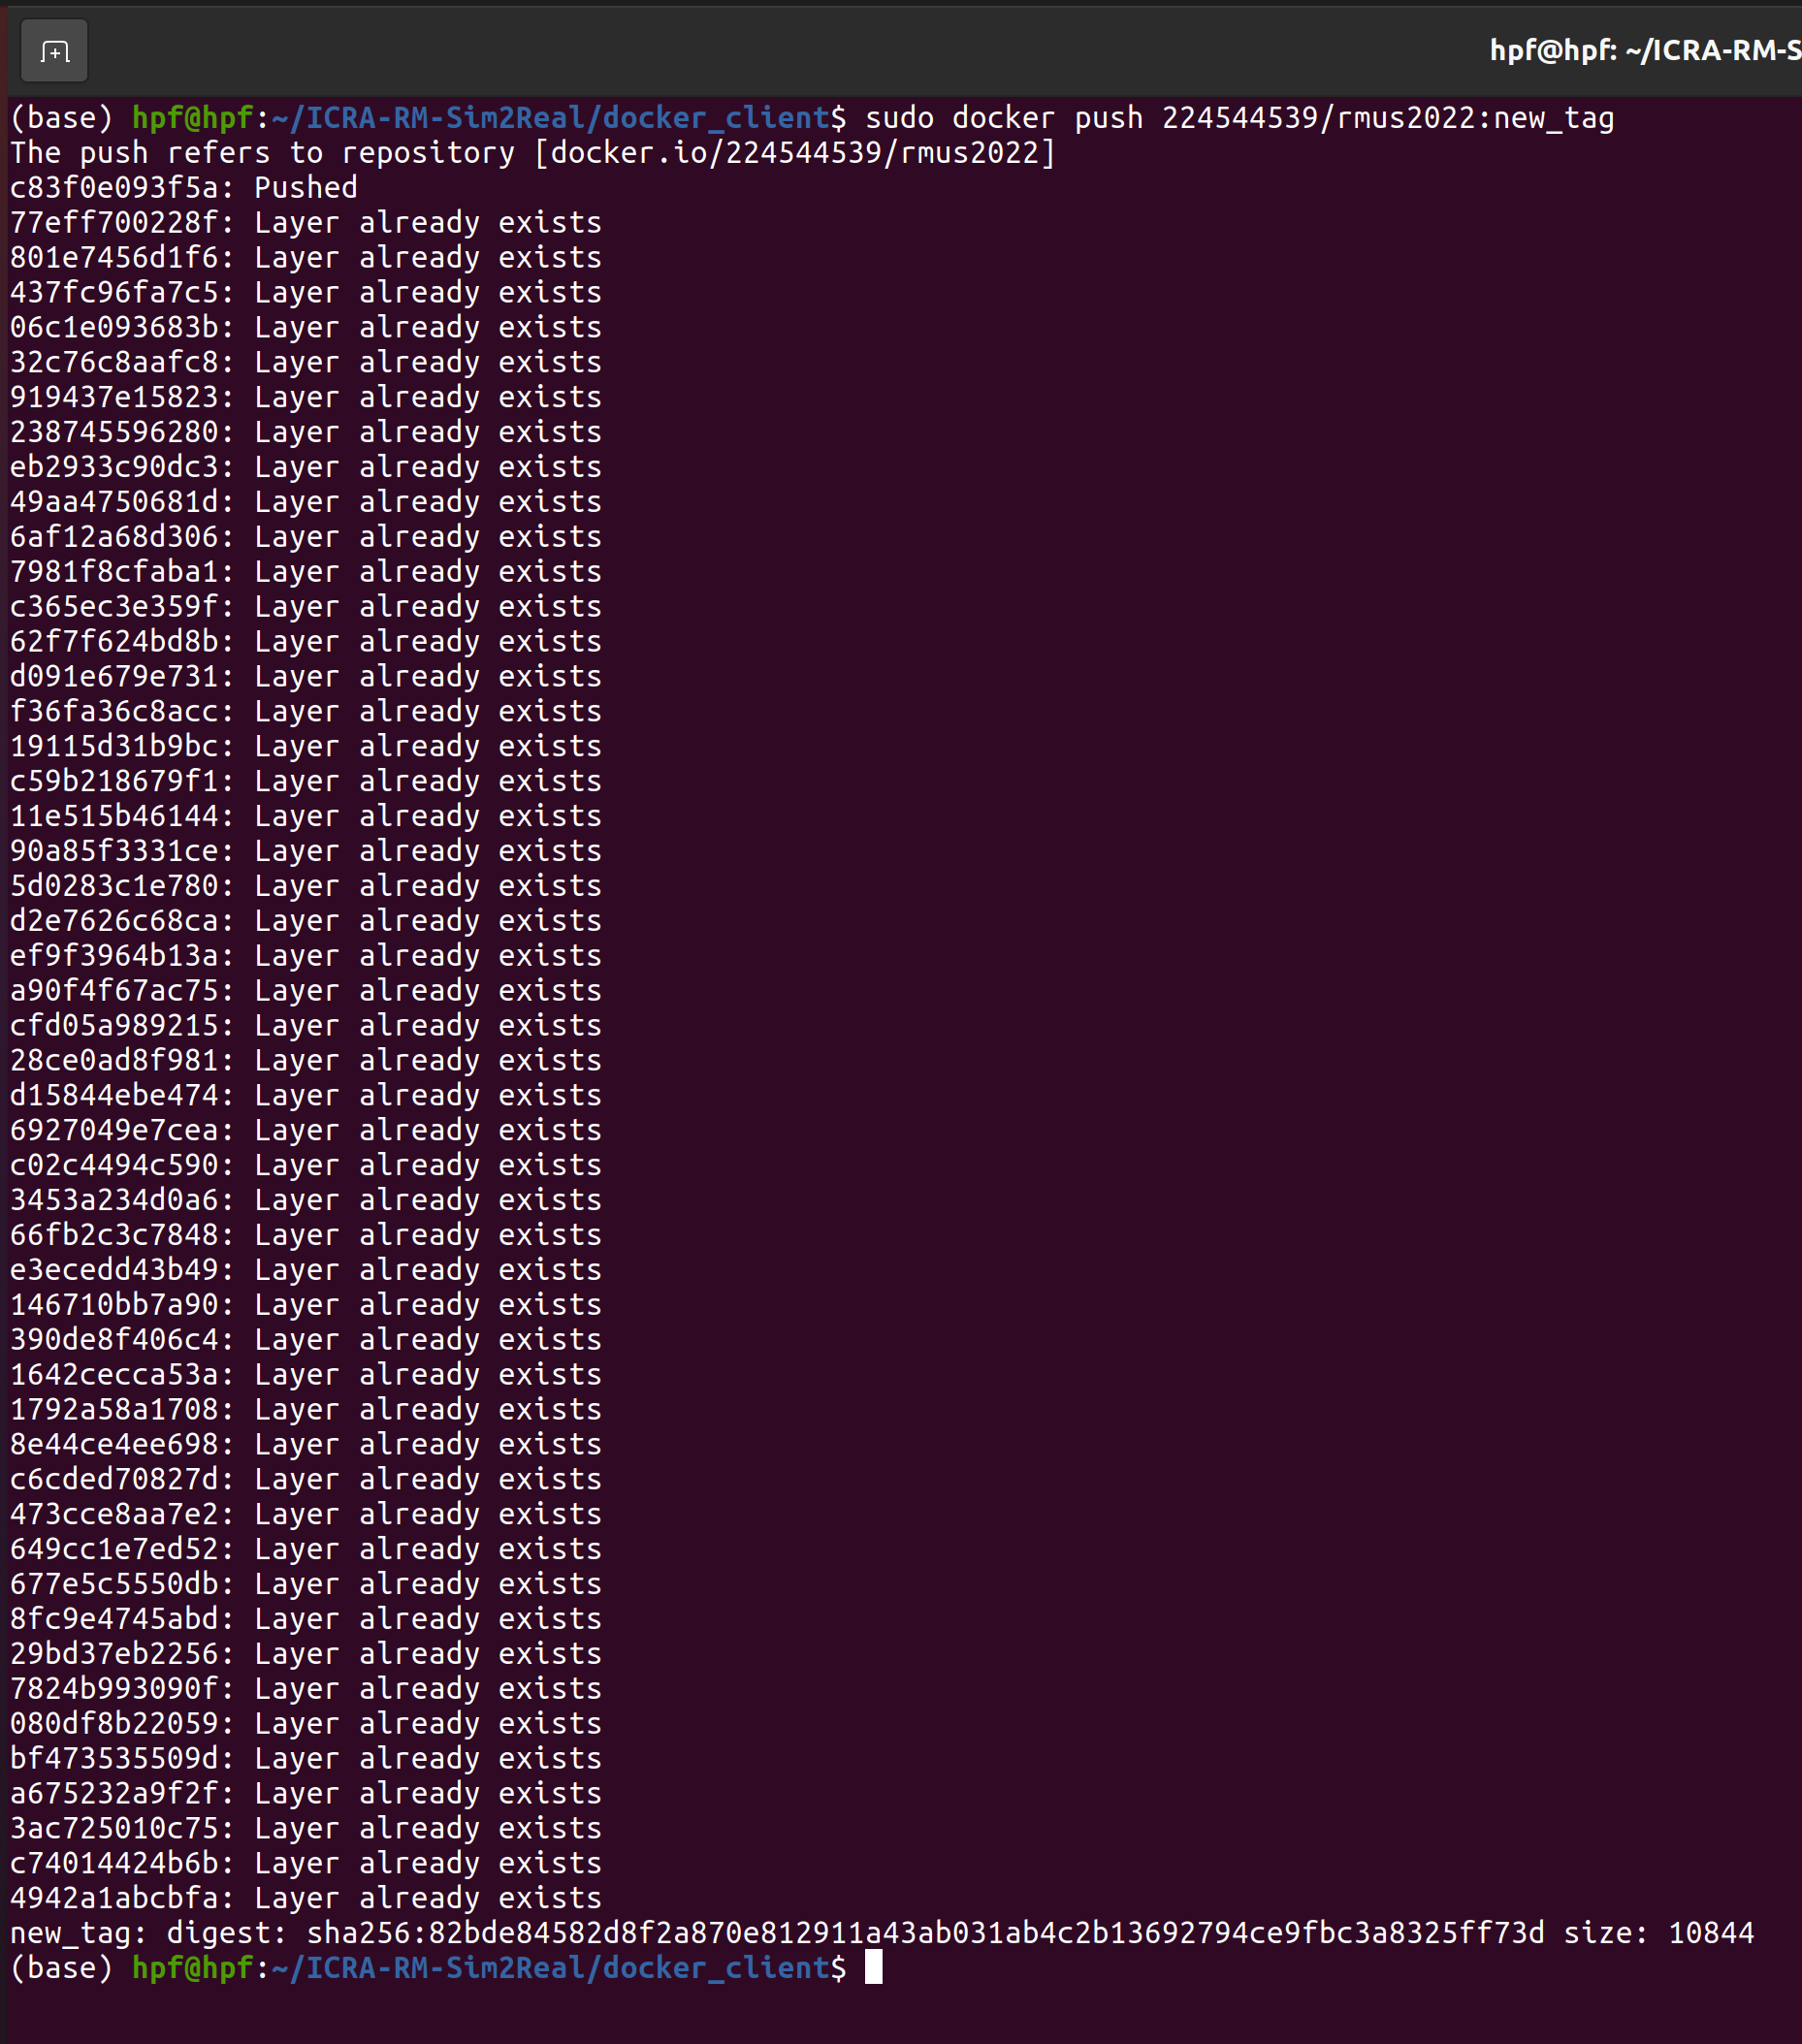 hpf@hpf: ~/ICRA-RM-S
(base) hpf@hpf:~/ICRA-RM-Sim2Real/docker_client$ sudo docker push 224544539/rmus2022:new_tag
The push refers to repository [docker.io/224544539/rmus2022]
c83f0e093f5a: Pushed
77eff700228f: Layer already exists
801e7456d1f6: Layer already exists
437fc96fa7c5: Layer already exists
06c1e093683b: Layer already exists
32c76c8aafc8: Layer already exists
919437e15823: Layer already exists
238745596280: Layer already exists
eb2933c90dc3: Layer already exists
49aa4750681d: Layer already exists
6af12a68d306: Layer already exists
7981f8cfaba1: Layer already exists
c365ec3e359f: Layer already exists
62f7f624bd8b: Layer already exists
d091e679e731: Layer already exists
f36fa36c8acc: Layer already exists
19115d31b9bc: Layer already exists
c59b218679f1: Layer already exists
11e515b46144: Layer already exists
90a85f3331ce: Layer already exists
5d0283c1e780: Layer already exists
d2e7626c68ca: Layer already exists
ef9f3964b13a: Layer already exists
a90f4f67ac75: Layer already exists
cfd05a989215: Layer already exists
28ce0ad8f981: Layer already exists
d15844ebe474: Layer already exists
6927049e7cea: Layer already exists
c02c4494c590: Layer already exists
3453a234d0a6: Layer already exists
66fb2c3c7848: Layer already exists
e3ecedd43b49: Layer already exists
146710bb7a90: Layer already exists
390de8f406c4: Layer already exists
1642cecca53a: Layer already exists
1792a58a1708: Layer already exists
8e44ce4ee698: Layer already exists
c6cded70827d: Layer already exists
473cce8aa7e2: Layer already exists
649cc1e7ed52: Layer already exists
677e5c5550db: Layer already exists
8fc9e4745abd: Layer already exists
29bd37eb2256: Layer already exists
7824b993090f: Layer already exists
080df8b22059: Layer already exists
bf473535509d: Layer already exists
a675232a9f2f: Layer already exists
3ac725010c75: Layer already exists
c74014424b6b: Layer already exists
4942a1abcbfa: Layer already exists
new_tag: digest: sha256:82bde84582d8f2a870e812911a43ab031ab4c2b13692794ce9fbc3a8325ff73d size: 10844
(base) hpf@hpf:~/ICRA-RM-Sim2Real/docker_client$